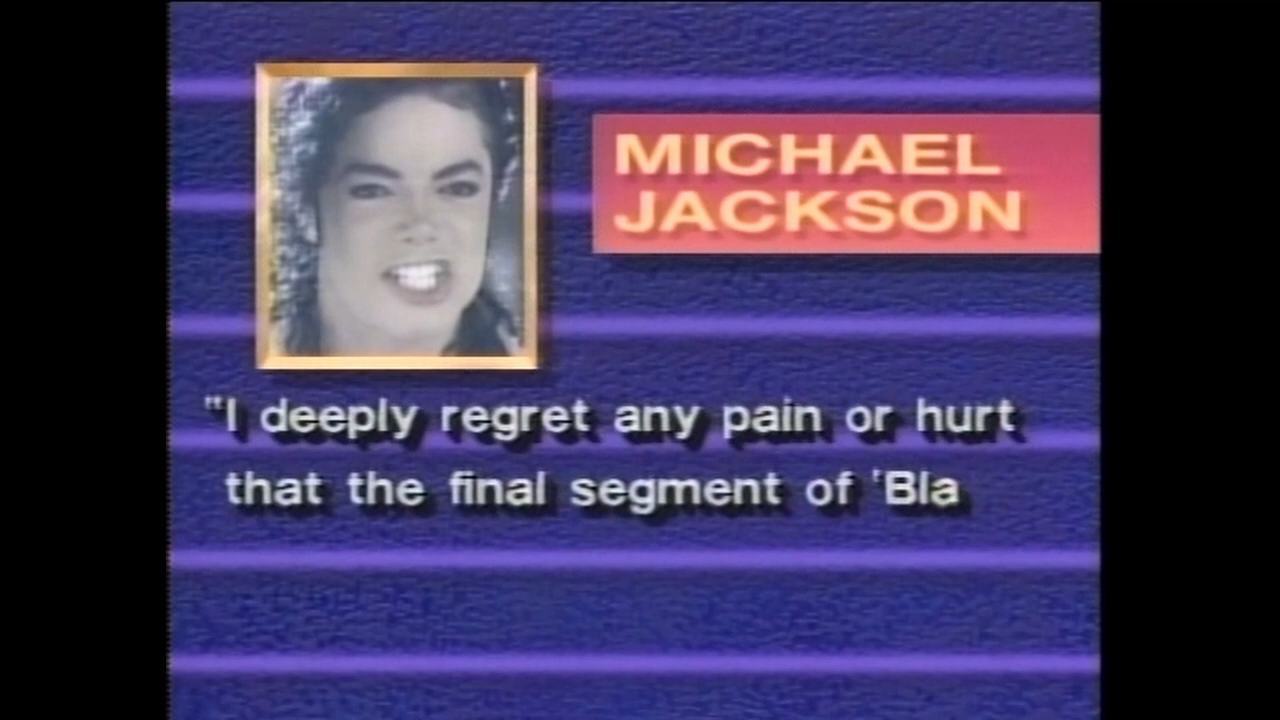 MICHAEL
JACKSON
"I deeply regret any pain or hurt
that the final segment of 'Bla